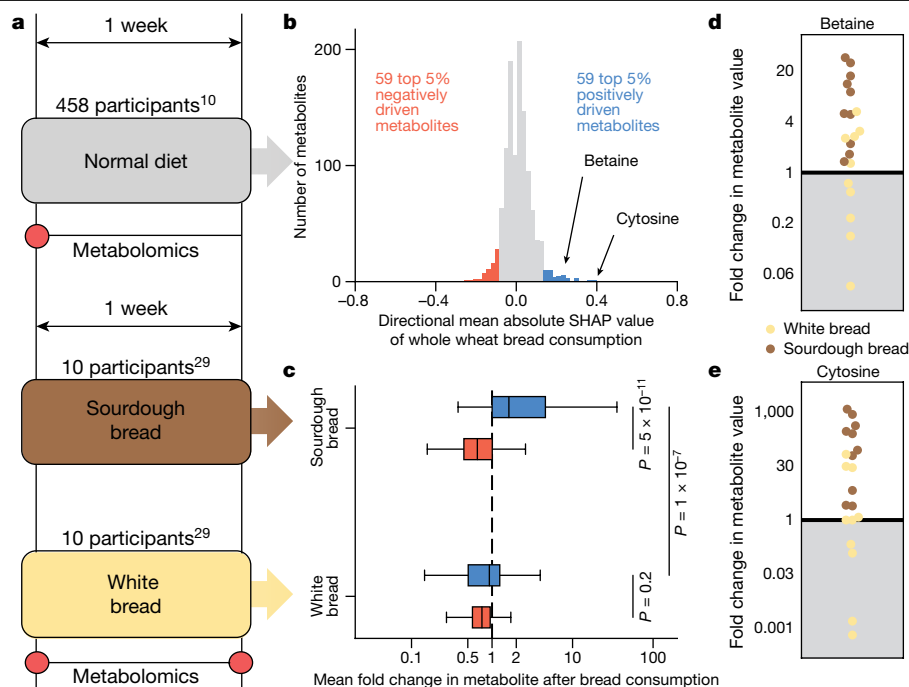 a
1 week
458 participants10
Normal diet
Metabolomics
1 week
10 participants29
Sourdough
bread
10 participants29
White
bread
Metabolomics
b
Number of metabolites
200
100
0
59 top 5%
negatively
driven
metabolites
59 top 5%
positively
driven
metabolites
Betaine
Cytosine
–0.8 –0.4 0.0 0.4 0.8
Directional mean absolute SHAP value
of whole wheat bread consumption
c
Sourdough
bread
White
bread
P = 5 × 10–11
P = 1 × 10–7
P = 0.2
0.1 0.5 1 2 10 100
Mean fold change in metabolite after bread consumption
d
Betaine
Fold change in metabolite value
20
4
1
0.2
0.06
White bread
Sourdough bread
e
Cytosine
Fold change in metabolite value
1,000
30
1
0.03
0.001